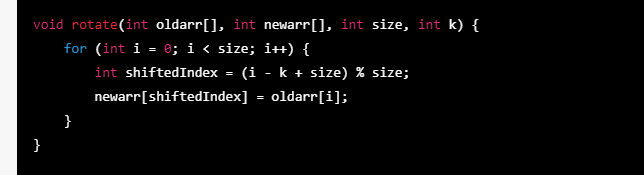 void rotate(int oldarr[], int newarr[], int size, int k) {
    for (int i = 0; i < size; i++) {
        int shiftedIndex = (i - k + size) % size;
        newarr[shiftedIndex] = oldarr[i];
    }
}